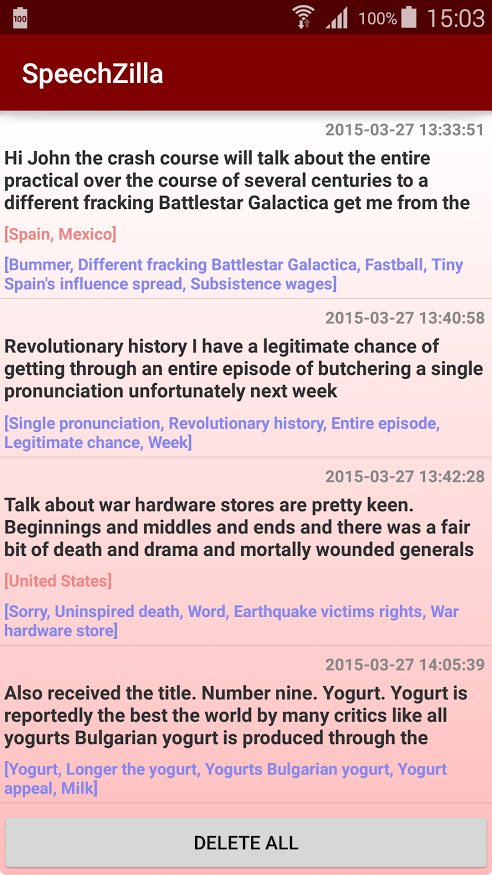 100 100% 15:03
SpeechZilla
2015-03-27 13:33:51
Hi John the crash course will talk about the entire
practical over the course of several centuries to a
different fracking Battlestar Galactica get me from the
[Spain, Mexico]
[Bummer, Different fracking Battlestar Galactica, Fastball, Tiny
Spain's influence spread, Subsistence wages]
2015-03-27 13:40:58
Revolutionary history I have a legitimate chance of
getting through an entire episode of butchering a single
pronunciation unfortunately next week
[Single pronunciation, Revolutionary history, Entire episode,
Legitimate chance, Week]
2015-03-27 13:42:28
Talk about war hardware stores are pretty keen.
Beginnings and middles and ends and there was a fair
bit of death and drama and mortally wounded generals
[United States]
[Sorry, Uninspired death, Word, Earthquake victims rights, War
hardware store]
2015-03-27 14:05:39
Also received the title. Number nine. Yogurt. Yogurt is
reportedly the best the world by many critics like all
yogurts Bulgarian yogurt is produced through the
[Yogurt, Longer the yogurt, Yogurts Bulgarian yogurt, Yogurt
appeal, Milk]
DELETE ALL